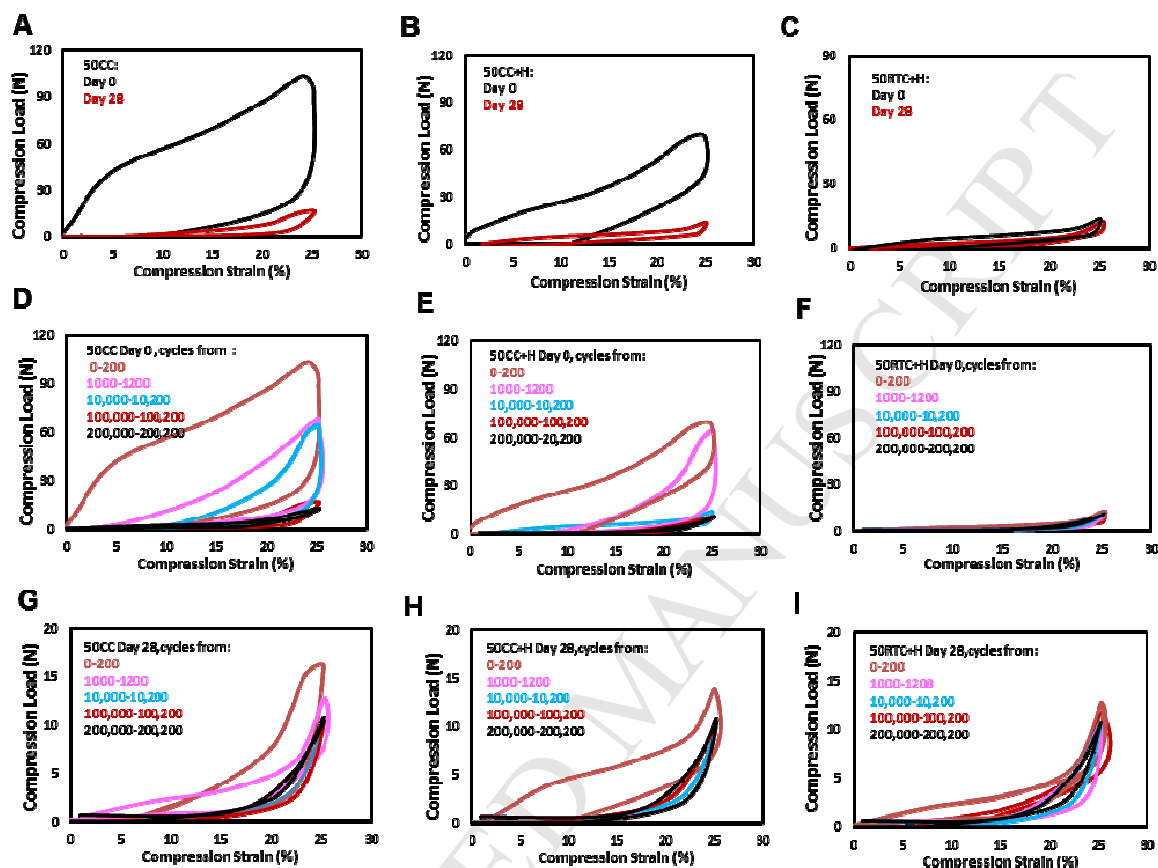 A
Compression Load (N)
120
90
60
30
0
50CC:
Day 0
Day 28
0 5 10 15 20 25 30
Compression Strain (%)
B
Compression Load (N)
120
90
60
30
0
50CC+H:
Day 0
Day 28
0 5 10 15 20 25 30
Compression Strain (%)
C
Compression Load (N)
90
60
30
0
50RTC+H:
Day 0
Day 28
0 5 10 15 20 25 30
Compression Strain (%)
D
Compression Load (N)
120
90
60
30
0
50CC Day 0, cycles from :
0-200
1000-1200
10,000-10,200
100,000-100,200
200,000-200,200
0 5 10 15 20 25 30
Compression Strain (%)
E
Compression Load (N)
120
90
60
30
0
50CC+H Day 0, cycles from:
0-200
1000-1200
10,000-10,200
100,000-100,200
200,000-20,200
0 5 10 15 20 25 30
Compression Strain (%)
F
Compression Load (N)
120
90
60
30
0
50RTC+H Day 0, cycles from:
0-200
1000-1200
10,000-10,200
100,000-100,200
200,000-200,200
0 5 10 15 20 25 30
Compression Strain (%)
G
Compression Load (N)
20
15
10
5
0
50CC Day 28, cycles from:
0-200
1000-1200
10,000-10,200
100,000-100,200
200,000-200,200
0 5 10 15 20 25 30
Compression Strain (%)
H
Compression Load (N)
20
15
10
5
0
50CC+H Day 28, cycles from:
0-200
1000-1200
10,000-10,200
100,000-100,200
200,000-200,200
0 5 10 15 20 25 30
Compression Strain (%)
I
Compression Load (N)
20
15
10
5
0
50RTC+H Day 28, cycles from:
0-200
1000-1200
10,000-10,200
100,000-100,200
200,000-200,200
0 5 10 15 20 25 30
Compression Strain (%)
ED MANUSCRIPT